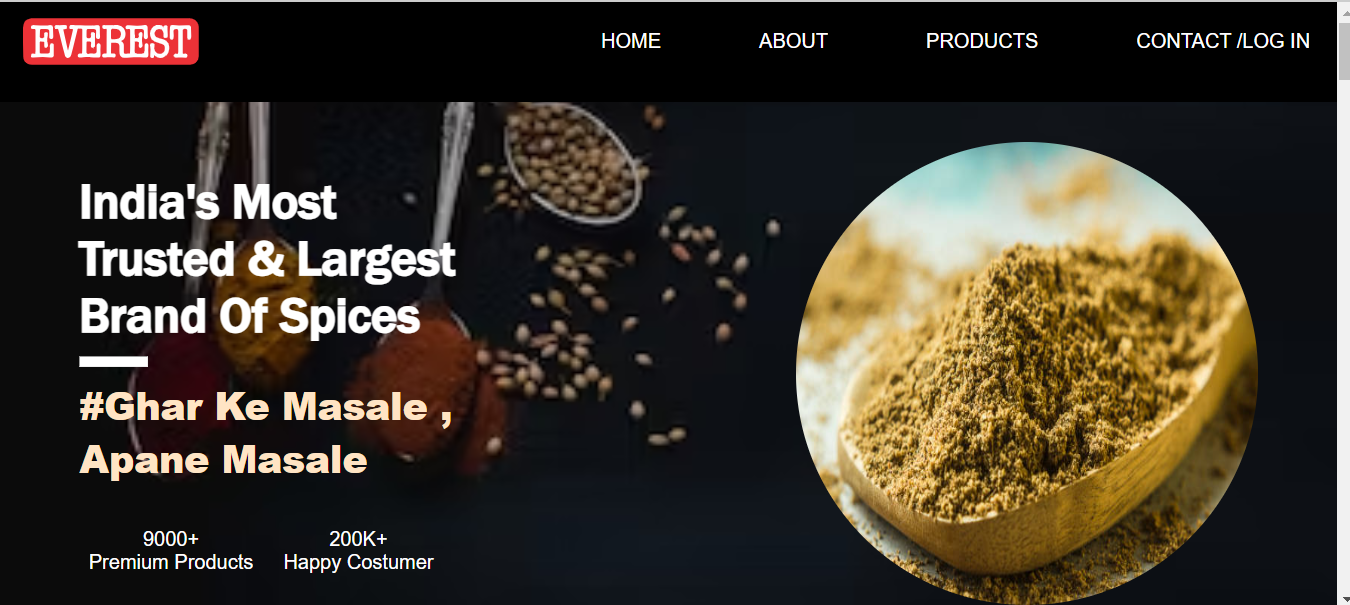 EVEREST
HOME
ABOUT
PRODUCTS
CONTACT /LOG IN
India's Most
Trusted & Largest
Brand Of Spices
#Ghar Ke Masale ,
Apane Masale
9000+
Premium Products
200K+
Happy Costumer